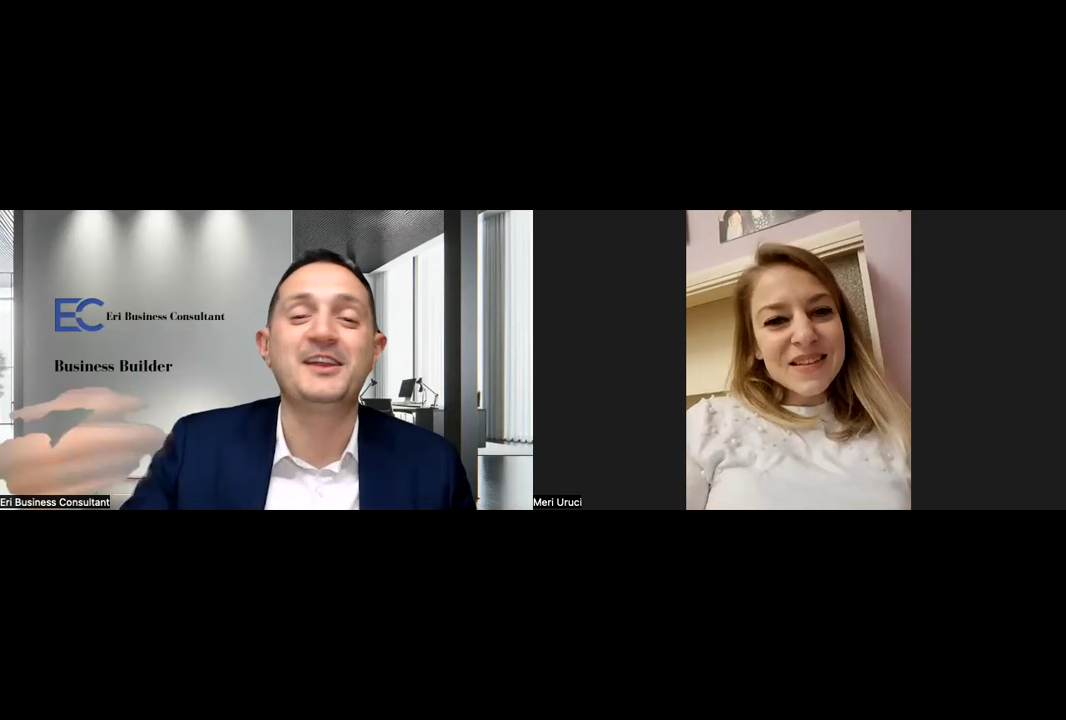 EC Eri Business Consultant
Business Builder
Eri Business Consultant
Meri Uruci